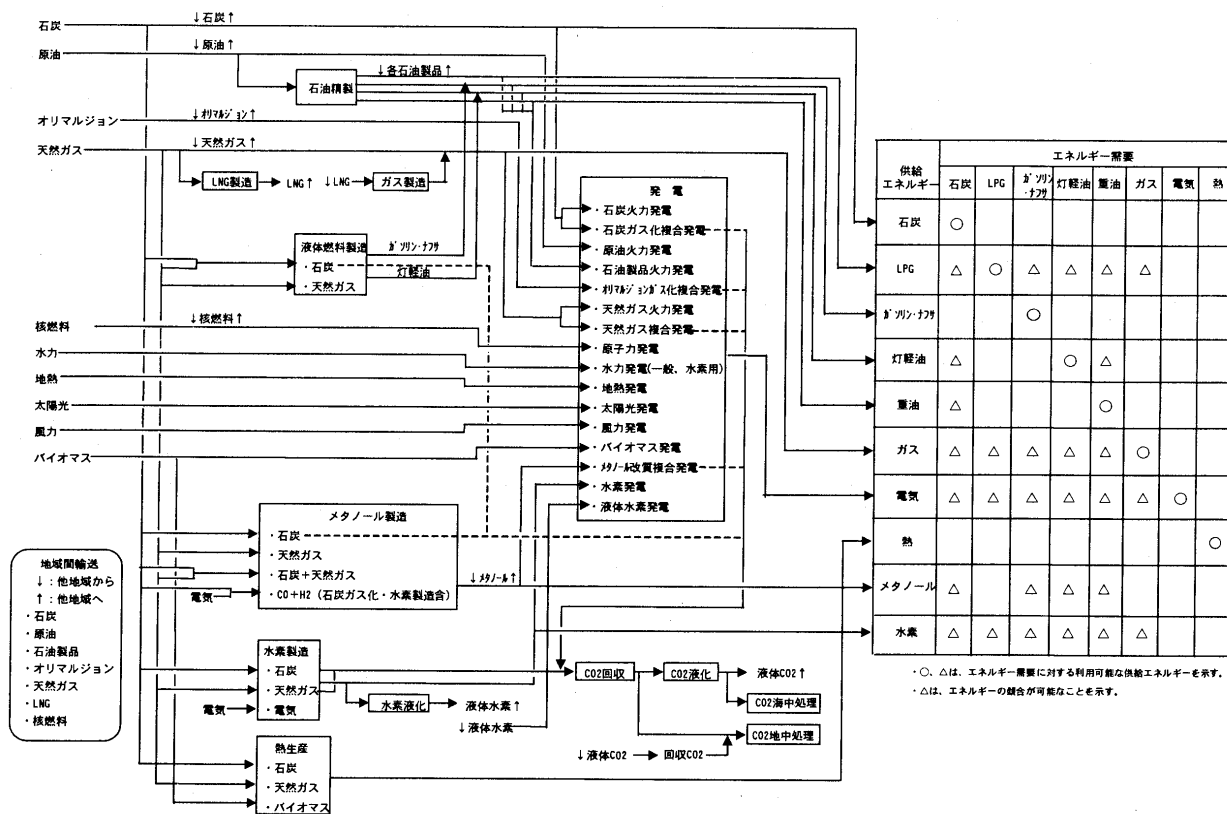 石炭
↓石炭↑
原油
↓原油↑
石油精製
↓各石油製品↑
オリマルジョン
↓オリマルジョン↑
天然ガス
↓天然ガス↑
LNG製造
LNG↑
↓LNG
ガス製造
液体燃料製造
・石炭
・天然ガス
ガソリン・ナフサ
灯軽油
核燃料
↓核燃料↑
水力
地熱
太陽光
風力
バイオマス
発電
・石炭火力発電
・石炭ガス化複合発電
・原油火力発電
・石油製品火力発電
・オリマルジョンガス化複合発電
・天然ガス火力発電
・天然ガス複合発電
・原子力発電
・水力発電(一般、水素用)
・地熱発電
・太陽光発電
・風力発電
・バイオマス発電
・メタノール改質複合発電
・水素発電
・液体水素発電
メタノール製造
・石炭
・天然ガス
・石炭+天然ガス
・CO+H2(石炭ガス化・水素製造含)
電気
↓メタノール↑
地域間輸送
↓:他地域から
↑:他地域へ
・石炭
・原油
・石油製品
・オリマルジョン
・天然ガス
・LNG
・核燃料
水素製造
・石炭
・天然ガス
・電気
電気
水素液化
液体水素↑
↓液体水素
CO2回収
CO2液化
液体CO2↑
CO2海中処理
CO2地中処理
↓液体CO2
回収CO2
熱生産
・石炭
・天然ガス
・バイオマス
供給エネルギー
エネルギー需要
石炭 LPG ガソリン・ナフサ 灯軽油 重油 ガス 電気 熱
石炭 ○
LPG △ ○ △ △ △ △
ガソリン・ナフサ ○
灯軽油 △ ○ △
重油 △ ○
ガス △ △ △ △ △ ○
電気 △ △ △ △ △ △ ○
熱 ○
メタノール △ △ △ △
水素 △ △ △ △ △ △
・○、△は、エネルギー需要に対する利用可能な供給エネルギーを示す。
・△は、エネルギーの競合が可能なことを示す。